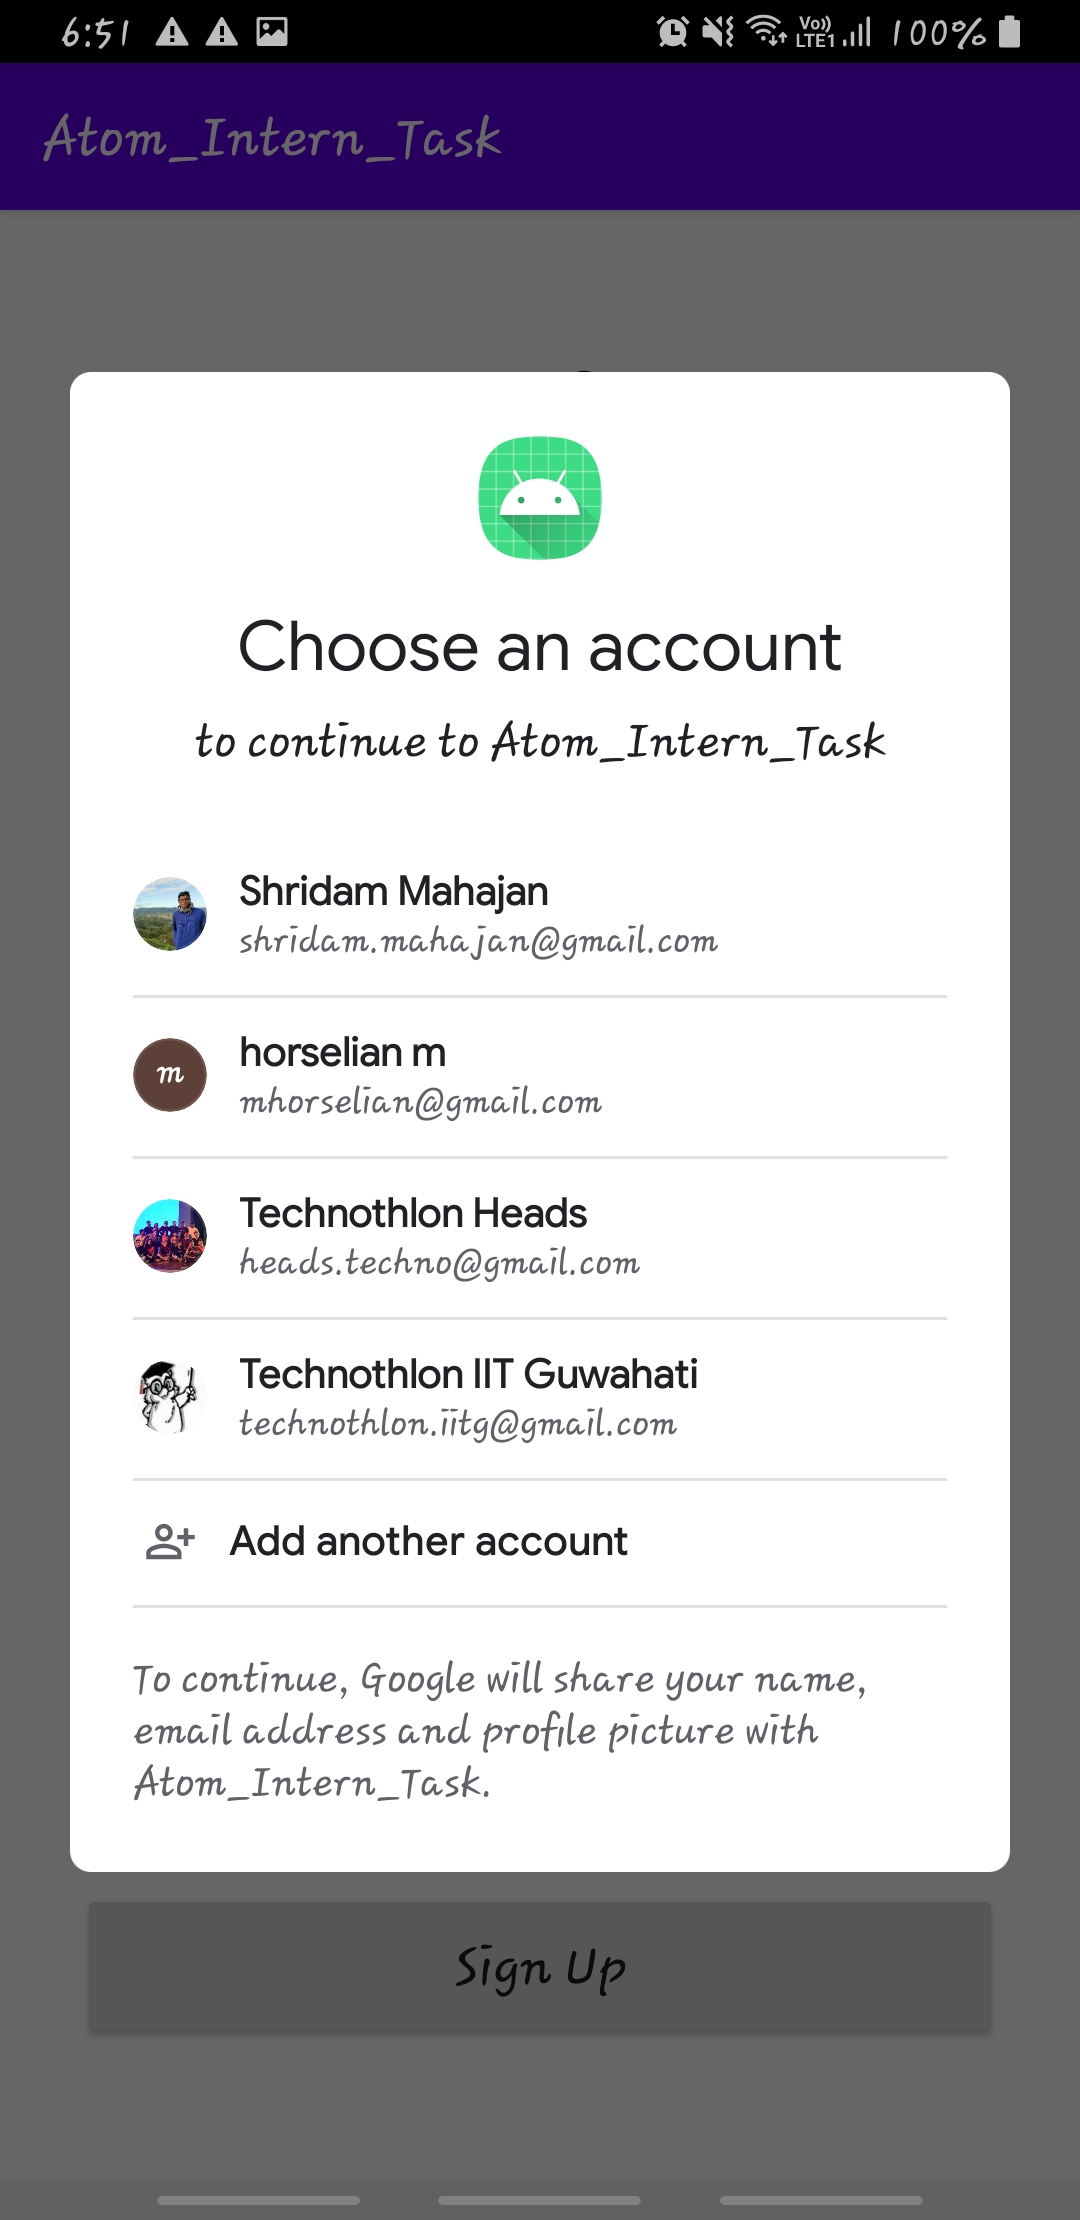 6:51 Vo)) LTE1 100%
Atom_Intern_Task
Choose an account
to continue to Atom_Intern_Task
Shridam Mahajan
shridam.mahajan@gmail.com
m
horselian m
mhorselian@gmail.com
Technothlon Heads
heads.techno@gmail.com
Technothlon IIT Guwahati
technothlon.iitg@gmail.com
Add another account
To continue, Google will share your name,
email address and profile picture with
Atom_Intern_Task.
Sign Up